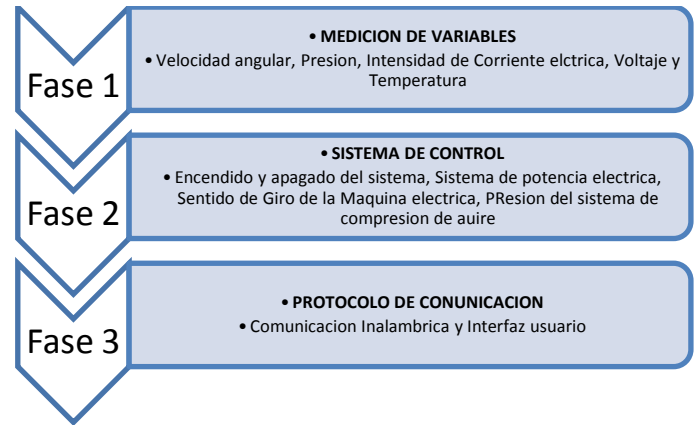 Fase 1
• MEDICION DE VARIABLES
• Velocidad angular, Presion, Intensidad de Corriente elctrica, Voltaje y
Temperatura
Fase 2
• SISTEMA DE CONTROL
• Encendido y apagado del sistema, Sistema de potencia electrica,
Sentido de Giro de la Maquina electrica, PResion del sistema de
compresion de auire
Fase 3
• PROTOCOLO DE CONUNICACION
• Comunicacion Inalambrica y Interfaz usuario